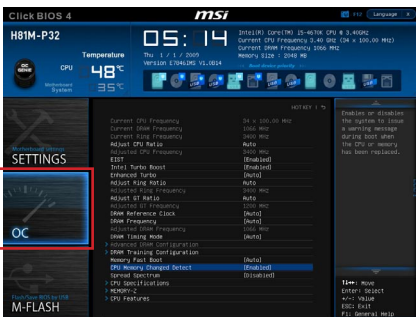 Click BIOS 4
msi
F12
Language
X
H81M-P32
OC GENIE
Temperature
CPU
48°C
Motherboard
System
35°C
05: 14
Thu 1 / 1 / 2009
Version E7846IMS V1.0B14
Intel(R) Core(TM) i5-4670K CPU @ 3.40GHz
Current CPU Frequency 3.40 GHz (34 x 100.00 MHz)
Current DRAM Frequency 1066 MHz
Memory Size : 2048 MB
Boot device priority
Motherboard settings
SETTINGS
OC
Flash/Save BIOS by USB
M-FLASH
HOTKEY
Current CPU Frequency 34 x 100.00 MHz
Current DRAM Frequency 1066 MHz
Current Ring Frequency 3400 MHz
Adjust CPU Ratio Auto
Adjusted CPU Frequency 3400 MHz
EIST [Enabled]
Intel Turbo Boost [Enabled]
Enhanced Turbo [Auto]
Adjust Ring Ratio Auto
Adjusted Ring Frequency 3400 MHz
Adjust GT Ratio Auto
Adjusted GT Frequency 1200 MHz
DRAM Reference Clock [Auto]
DRAM Frequency [Auto]
Adjusted DRAM Frequency 1066 MHz
DRAM Timing Mode [Auto]
> Advanced DRAM Configuration
> DRAM Training Configuration
Memory Fast Boot [Auto]
CPU Memory Changed Detect [Enabled]
Spread Spectrum [Disabled]
> CPU Specifications
> MEMORY-Z
> CPU Features
Enables or disables
the system to issue
a warning message
during boot when
the CPU or memory
has been replaced.
↑↓←→: Move
Enter: Select
+/-: Value
ESC: Exit
F1: General Help